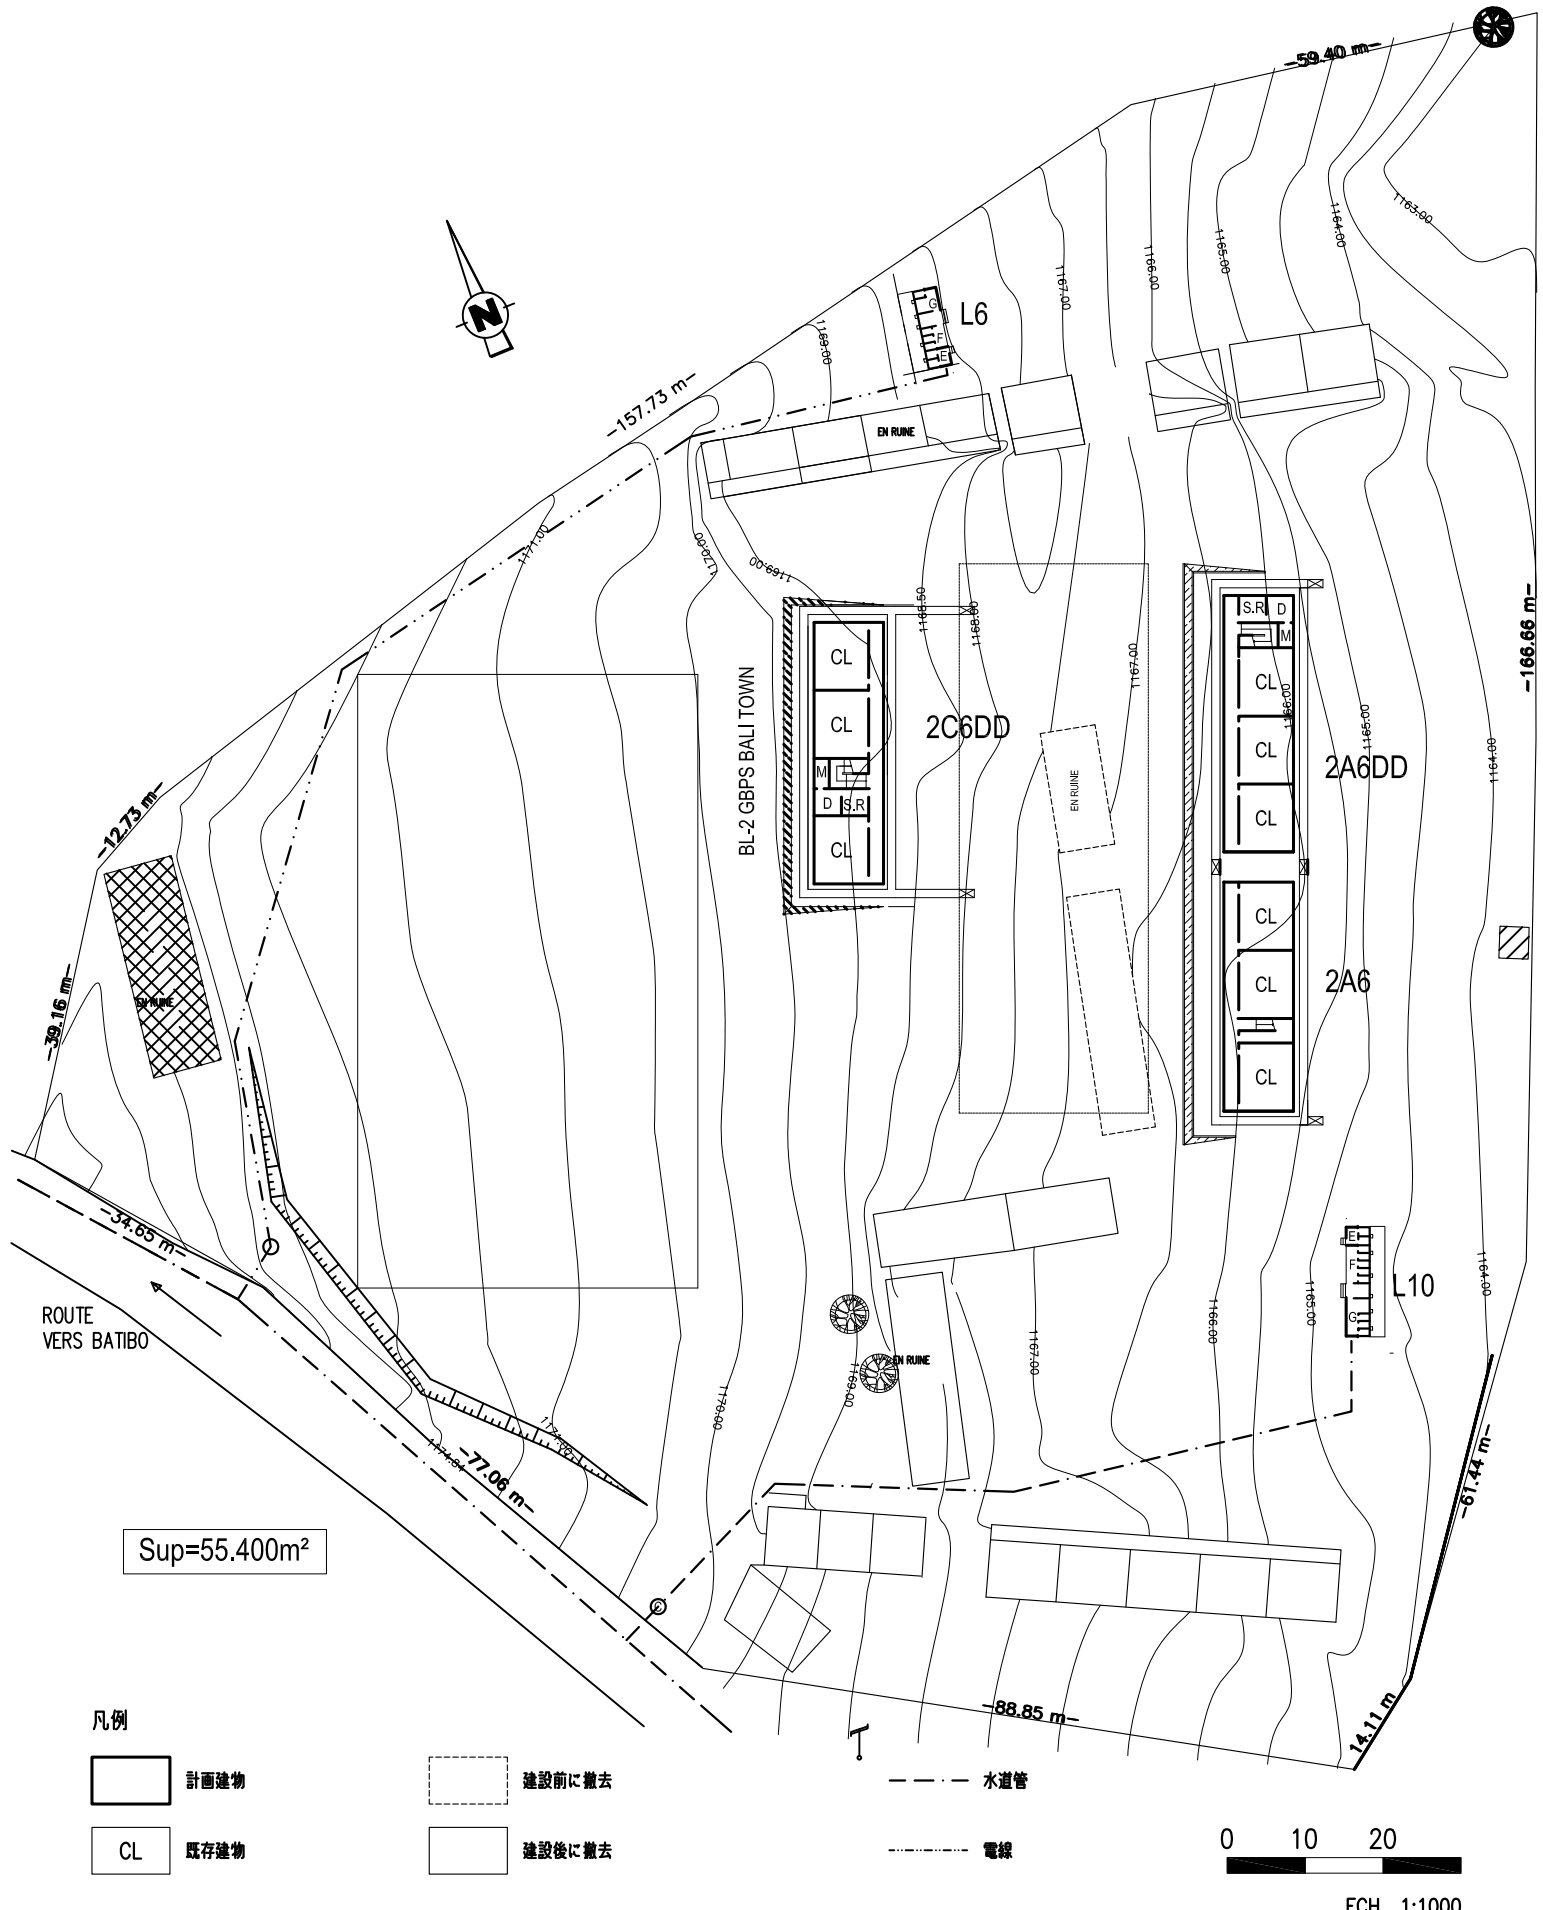 -59.40 m-
1163.00
1164.00
1165.00
1166.00
1167.00
N
G
F
E
L6
1169.00
-157.73 m-
EN RUINE
1171.00
1170.00
1169.00
1168.50
1168.00
1167.00
-166.66 m-
S.R
D
M
CL
CL
CL
1166.00
1165.00
1164.00
2A6DD
BL-2 GBPS BALI TOWN
CL
CL
M
D
S.R
CL
2C6DD
EN RUINE
-12.73 m-
EN RUINE
-39.16 m-
CL
CL
CL
2A6
-34.65 m-
ROUTE
VERS BATIBO
E
F
G
L10
1164.00
1165.00
1166.00
1167.00
EN RUINE
1169.00
1170.00
1171.00
1174.84
-77.06 m-
-61.44 m-
Sup=55.400m²
-88.85 m-
14.11 m
凡例
計画建物
建設前に撤去
水道管
CL
既存建物
建設後に撤去
電線
0 10 20
ECH 1:1000